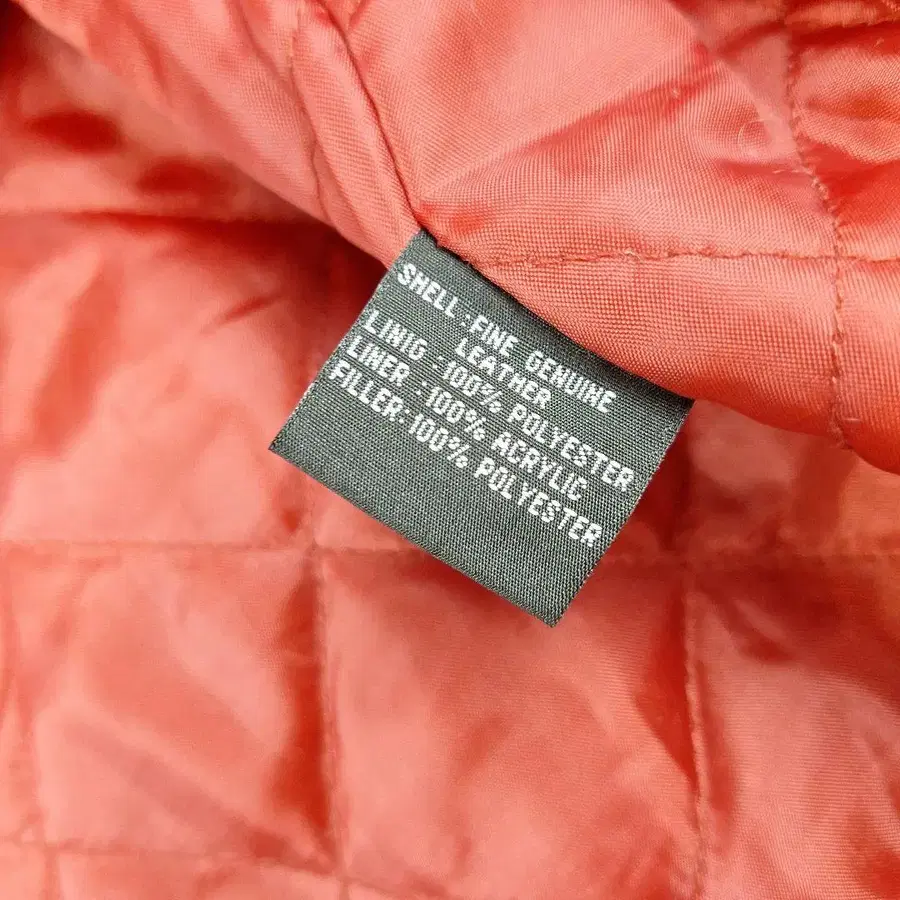 SHELL:FINE GENUINE
LEATHER
LINIG :100% POLYESTER
LINER :100% ACRYLIC
FILLER:100% POLYESTER